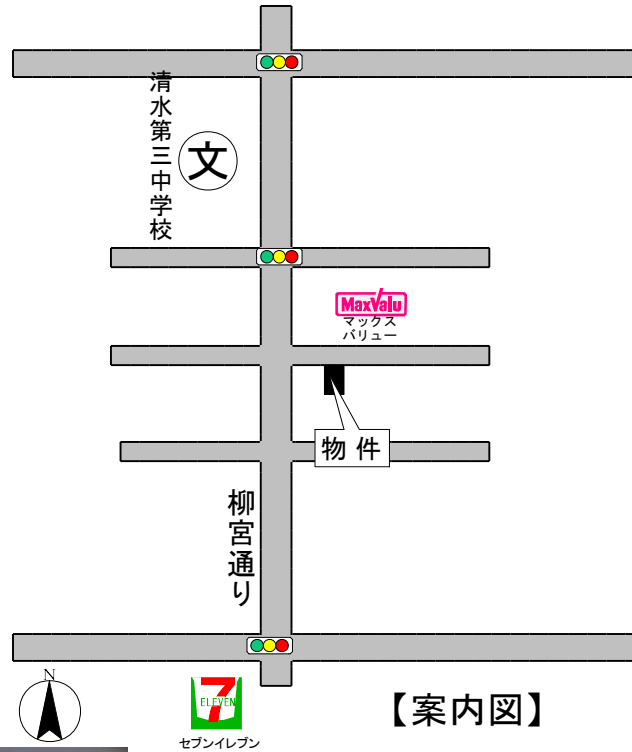 清水第三中学校
文
MaxValu
マックス
バリュー
物件
柳宮通り
N
7
ELEVEN
セブンイレブン
【案内図】